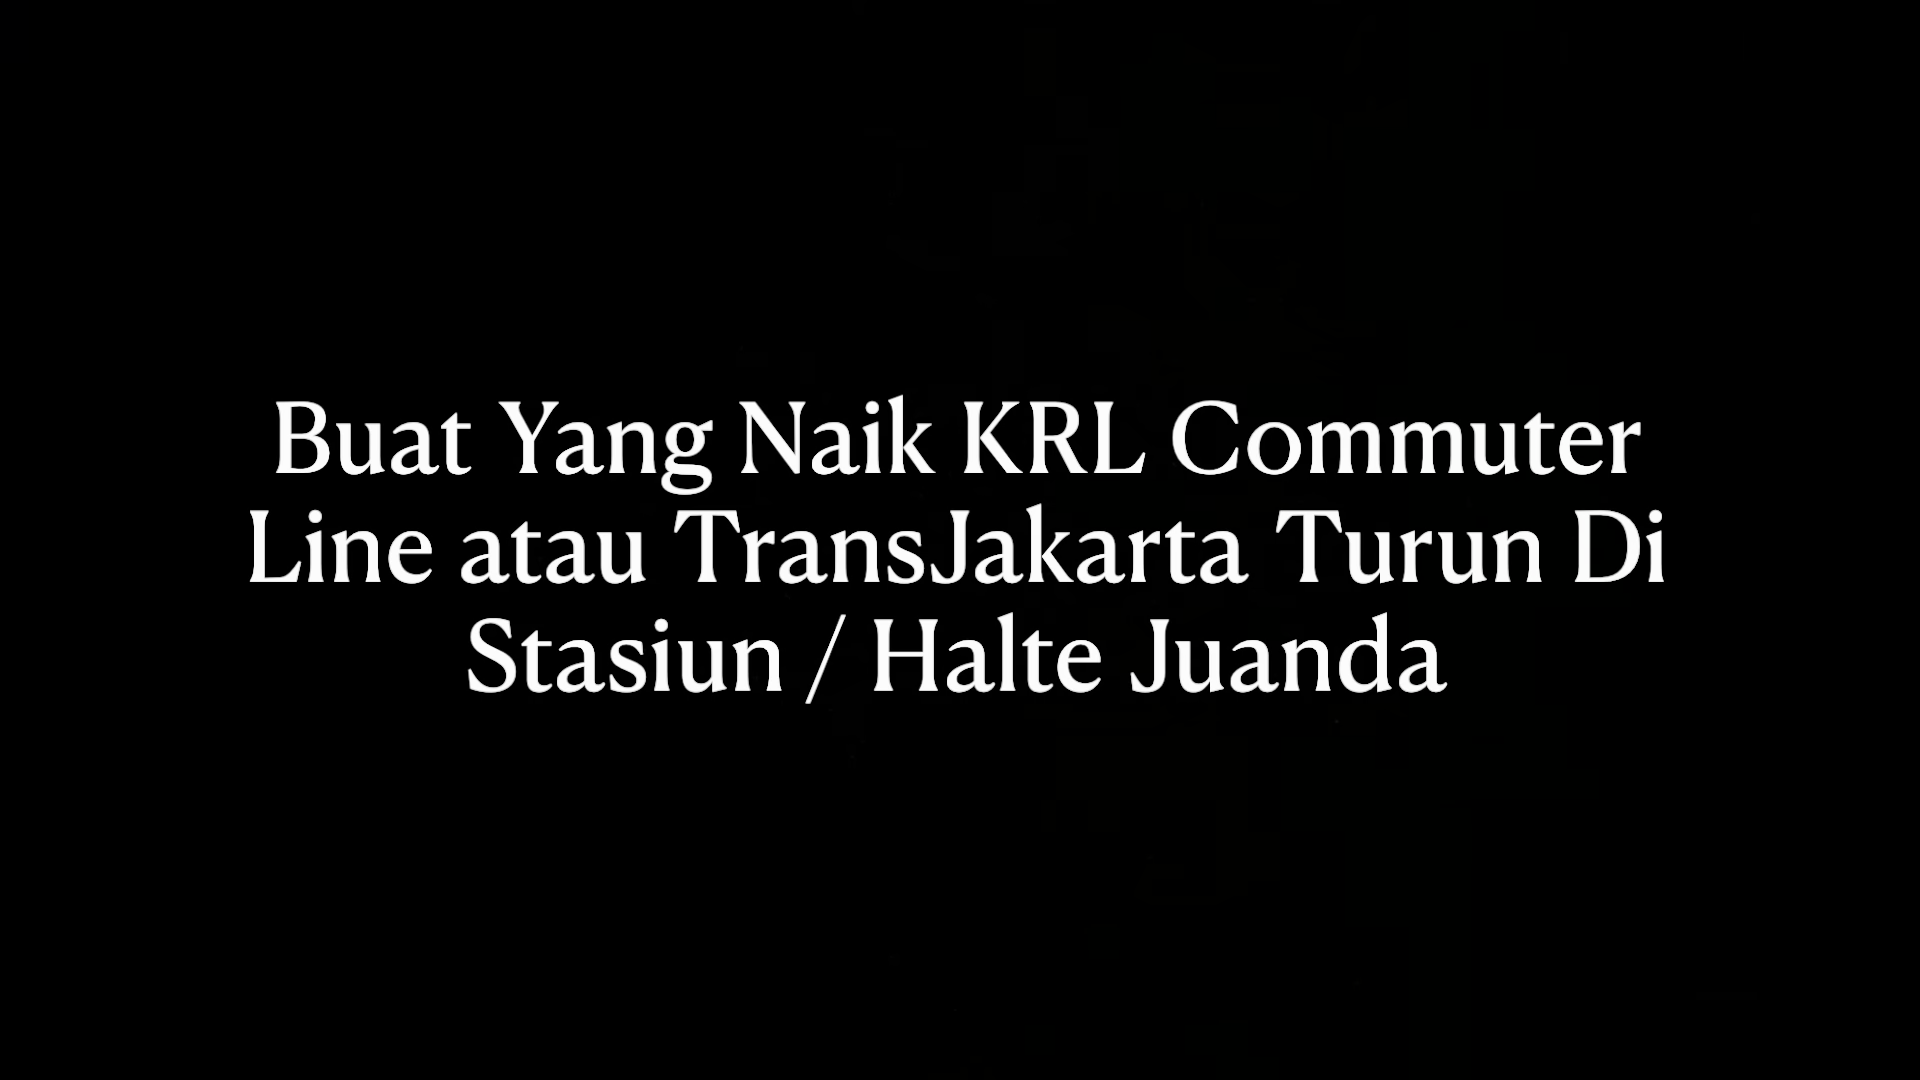 Buat Yang Naik KRL Commuter
Line atau TransJakarta Turun Di
Stasiun / Halte Juanda